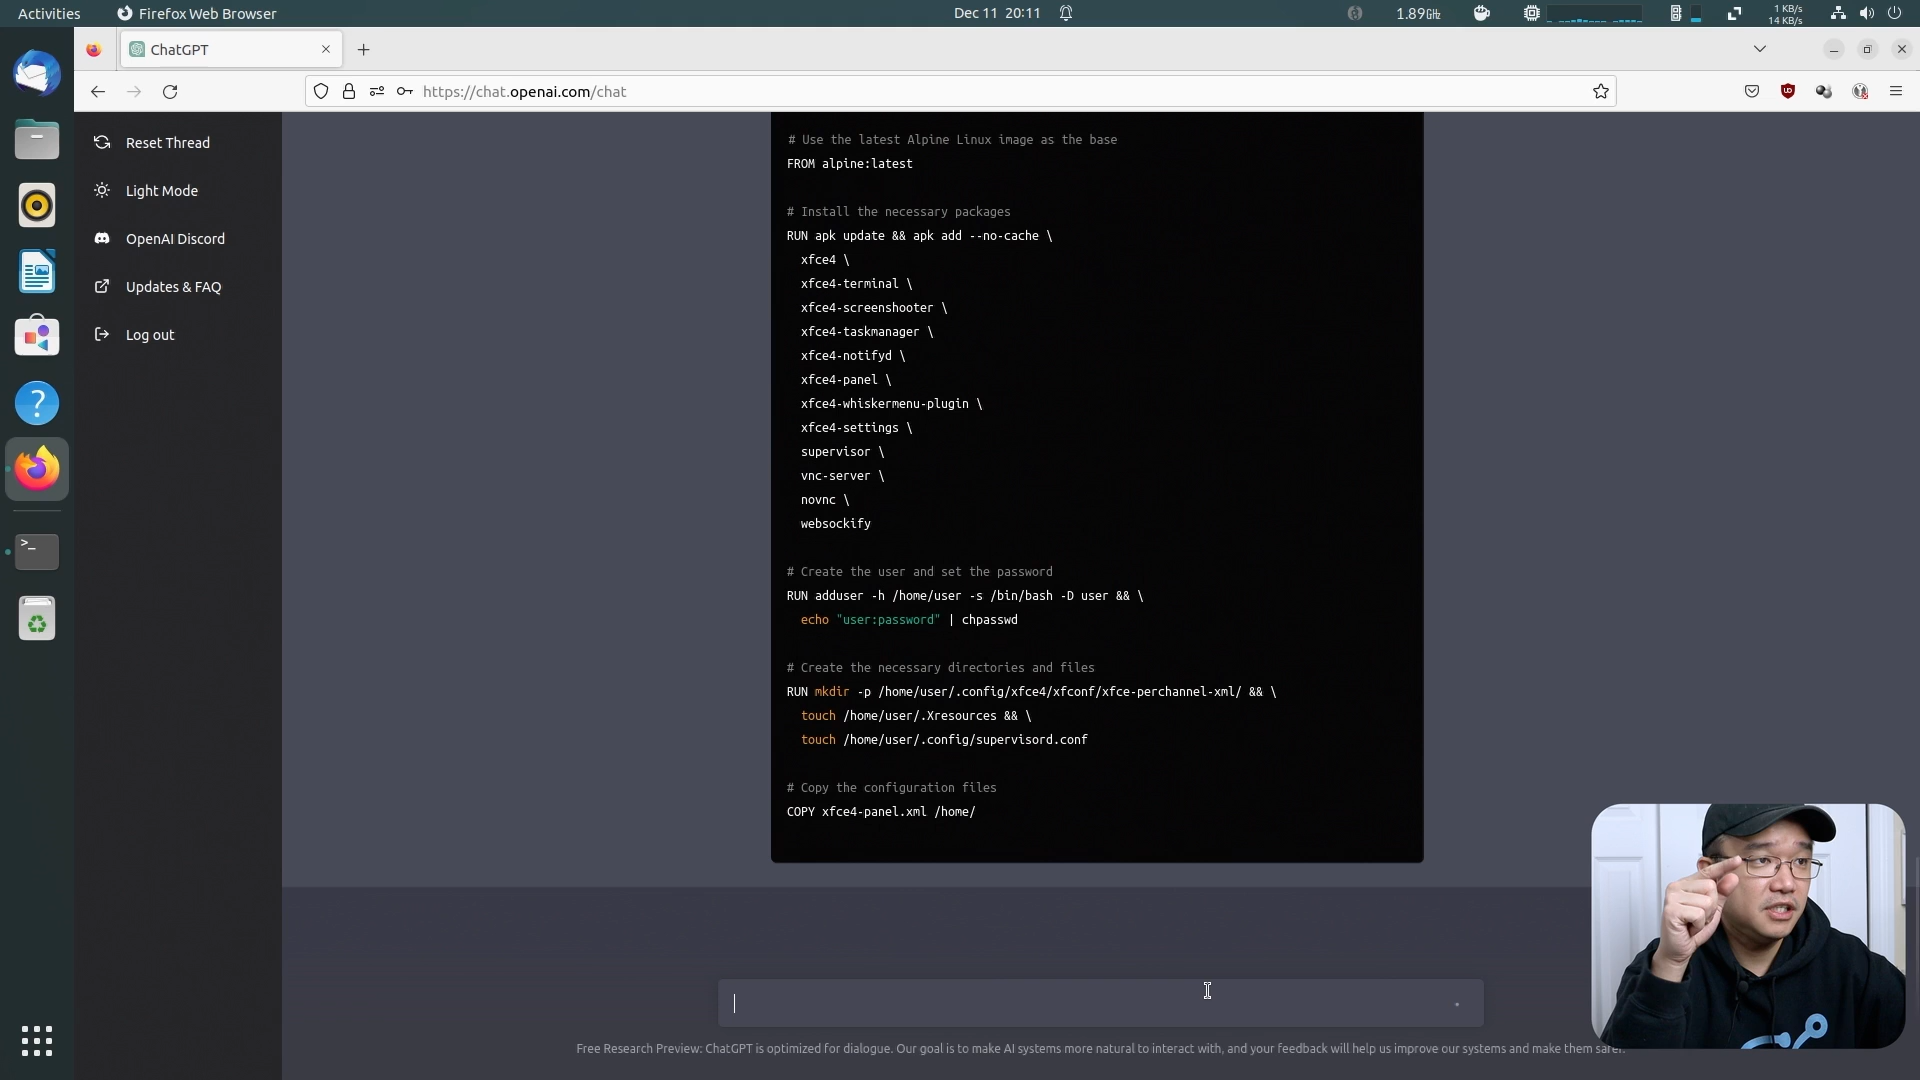 Activities
Firefox Web Browser
Dec 11 20:11
1.89GHz
1 KB/s
14 KB/s
ChatGPT
https://chat.openai.com/chat
Reset Thread
Light Mode
OpenAI Discord
Updates & FAQ
Log out
# Use the latest Alpine Linux image as the base
FROM alpine:latest
# Install the necessary packages
RUN apk update && apk add --no-cache \
xfce4 \
xfce4-terminal \
xfce4-screenshooter \
xfce4-taskmanager \
xfce4-notifyd \
xfce4-panel \
xfce4-whiskermenu-plugin \
xfce4-settings \
supervisor \
vnc-server \
novnc \
websockify
# Create the user and set the password
RUN adduser -h /home/user -s /bin/bash -D user && \
echo "user:password" | chpasswd
# Create the necessary directories and files
RUN mkdir -p /home/user/.config/xfce4/xfconf/xfce-perchannel-xml/ && \
touch /home/user/.Xresources && \
touch /home/user/.config/supervisord.conf
# Copy the configuration files
COPY xfce4-panel.xml /home/
Free Research Preview: ChatGPT is optimized for dialogue. Our goal is to make AI systems more natural to interact with, and your feedback will help us improve our systems and make them safer.